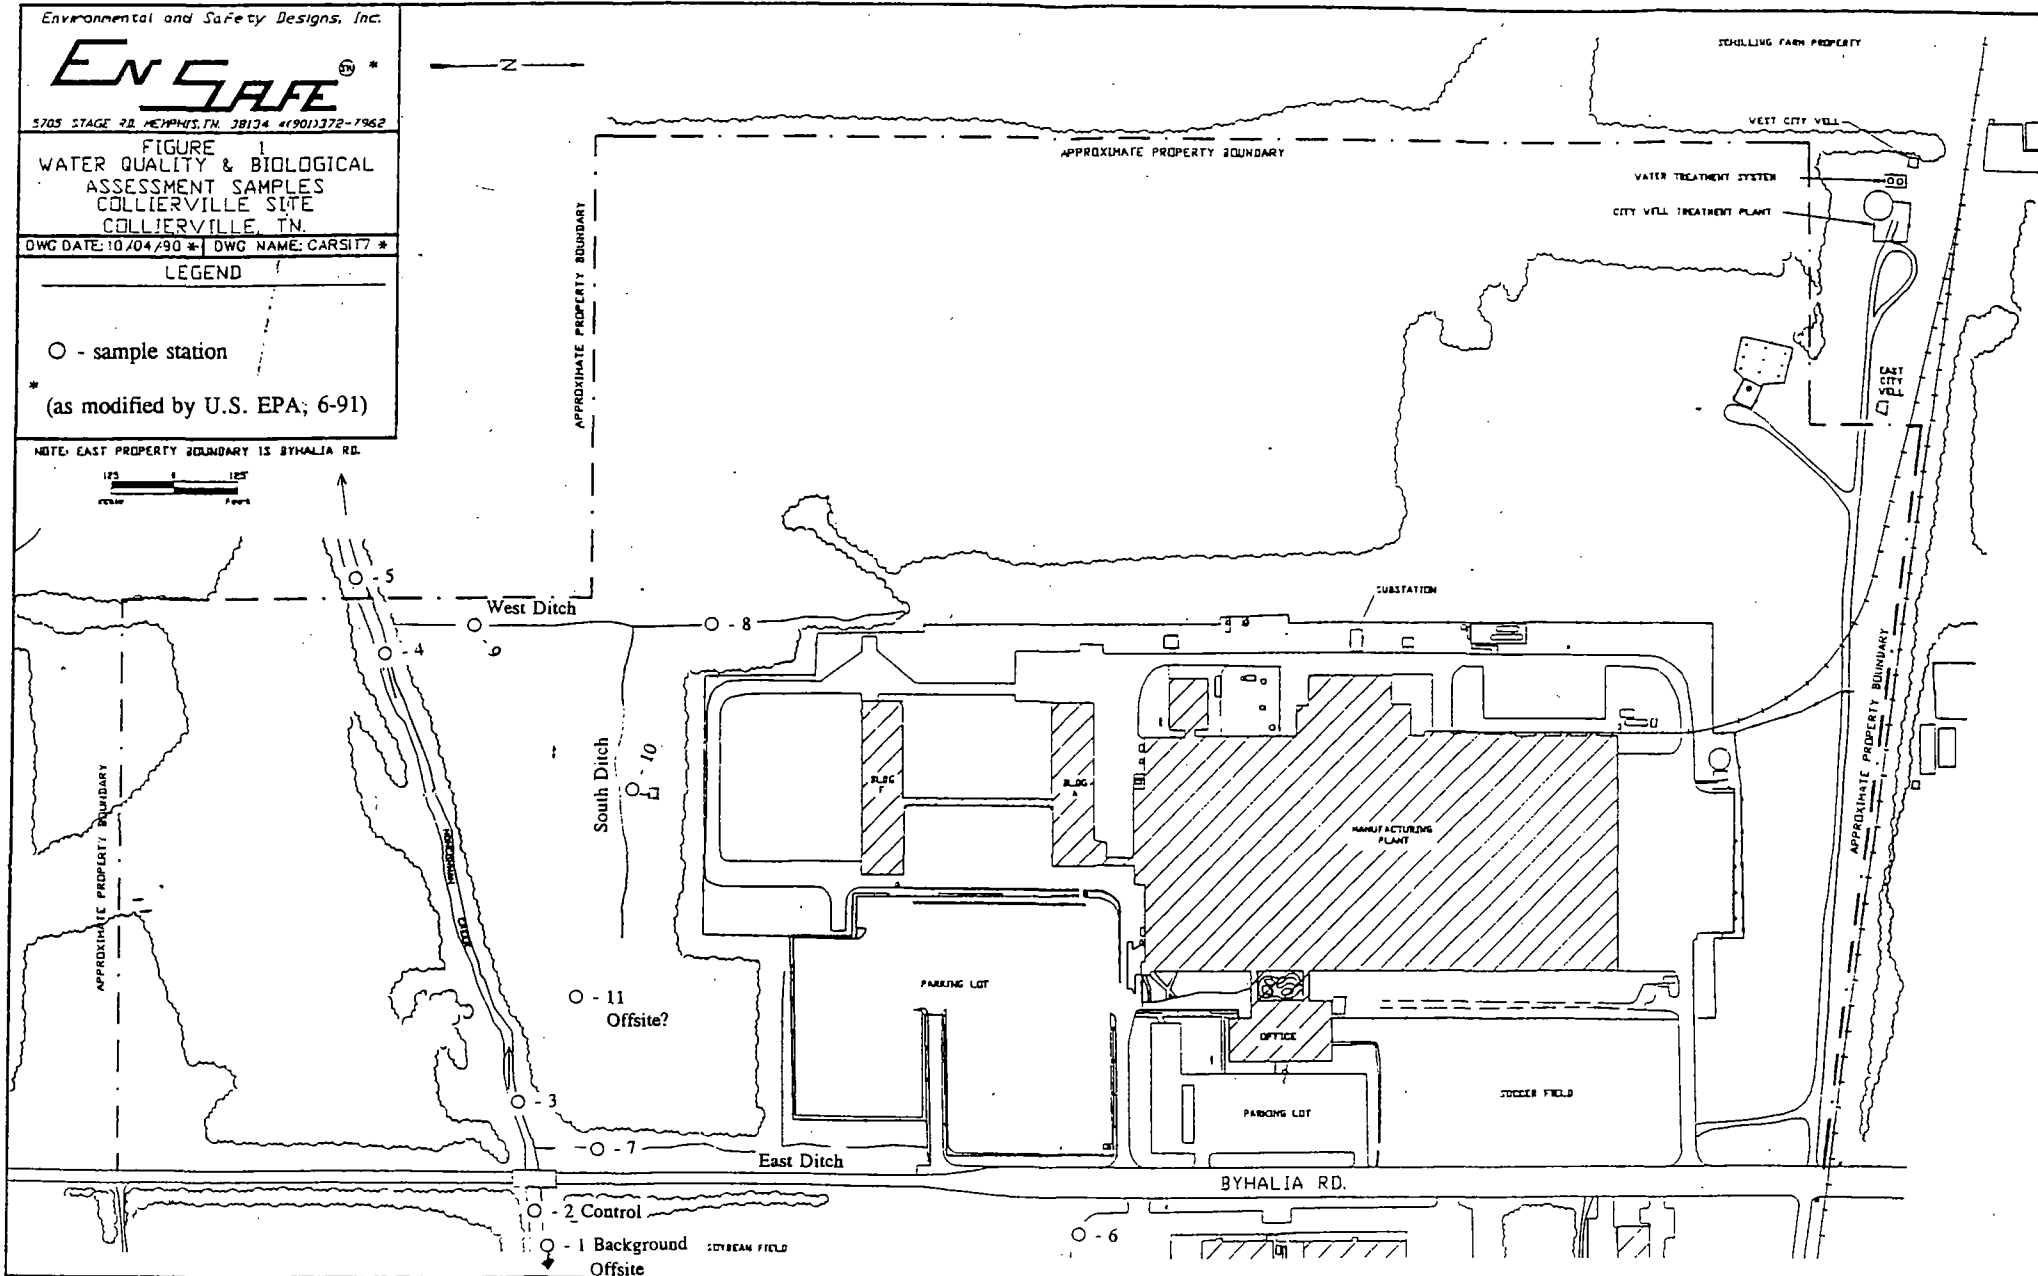 Environmental and Safety Designs, Inc.
EN SAFE SM *
5705 STAGE RD. MEMPHIS, TN. 38134 (901)372-7962
FIGURE 1
WATER QUALITY & BIOLOGICAL
ASSESSMENT SAMPLES
COLLIERVILLE SITE
COLLIERVILLE, TN.
DWG DATE: 10/04/90 * DWG NAME: CARSIT7 *
LEGEND
- sample station
*
(as modified by U.S. EPA; 6-91)
NOTE: EAST PROPERTY BOUNDARY IS BYHALIA RD.
125 125
Feet
N
SCHILLING FARM PROPERTY
WEST CITY WELL
WATER TREATMENT SYSTEM
CITY WELL TREATMENT PLANT
EAST
CITY
WELL
APPROXIMATE PROPERTY BOUNDARY
APPROXIMATE PROPERTY BOUNDARY
APPROXIMATE PROPERTY BOUNDARY
APPROXIMATE PROPERTY BOUNDARY
- 5
West Ditch
- 9
- 8
- 4
SUBSTATION
South Ditch
- 10
BLDG
F
BLDG
A
MANUFACTURING
PLANT
NONCONNAH
CREEK
PARKING LOT
- 11
Offsite?
OFFICE
- 3
PARKING LOT
SOCCER FIELD
- 7
East Ditch
BYHALIA RD.
- 2 Control
- 1 Background
Offsite
SOYBEAN FIELD
- 6